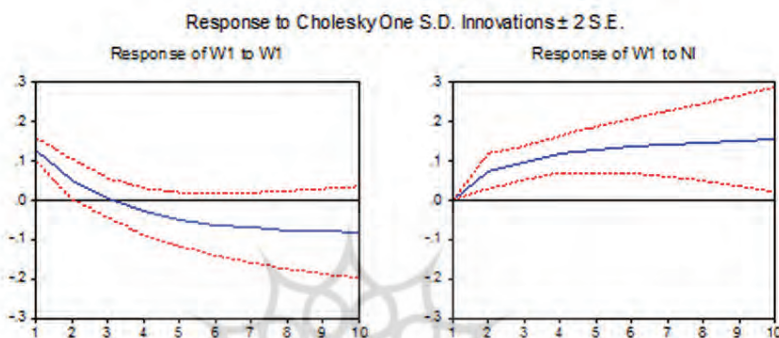 Response to Cholesky One S.D. Innovations ± 2 S.E.
Response of W1 to W1
Response of W1 to NI
.3
.2
.1
.0
-.1
-.2
-.3
1 2 3 4 5 6 7 8 9 10
.3
.2
.1
.0
-.1
-.2
-.3
1 2 3 4 5 6 7 8 9 10